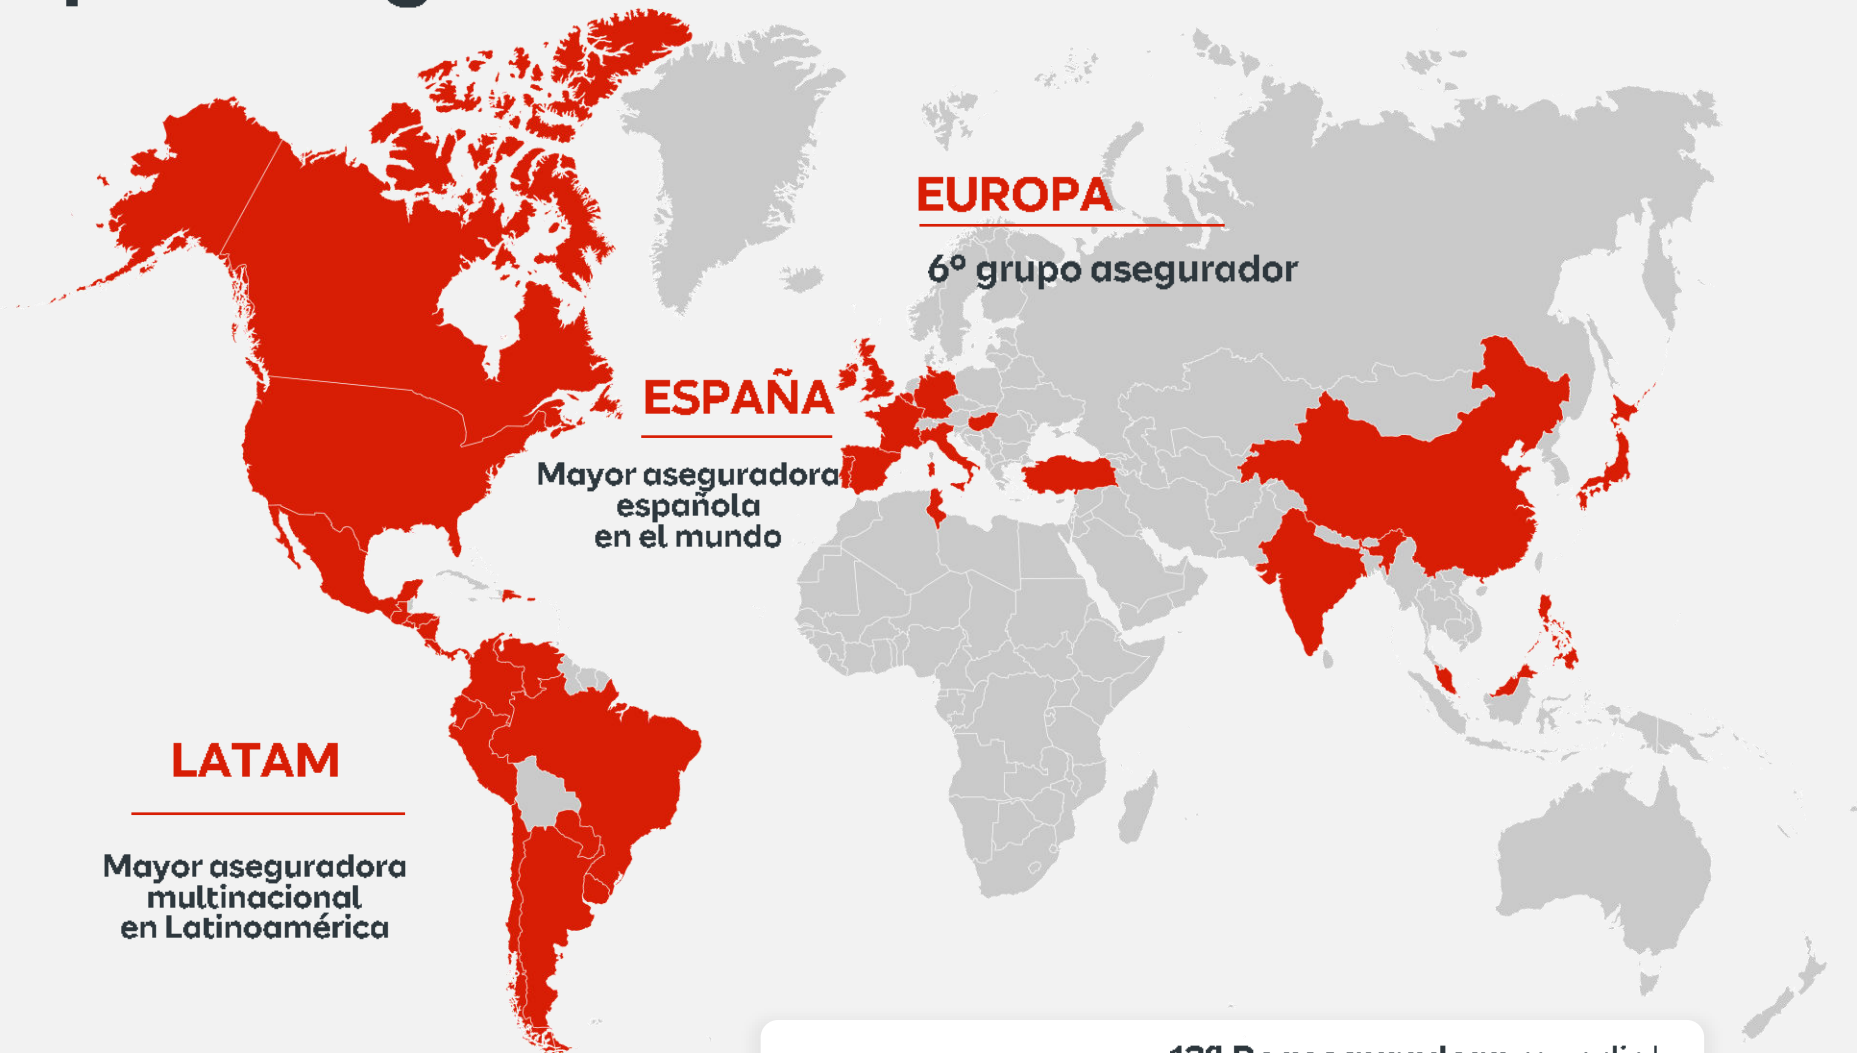 EUROPA
6º grupo asegurador
ESPAÑA
Mayor aseguradora
española
en el mundo
LATAM
Mayor aseguradora
multinacional
en Latinoamérica